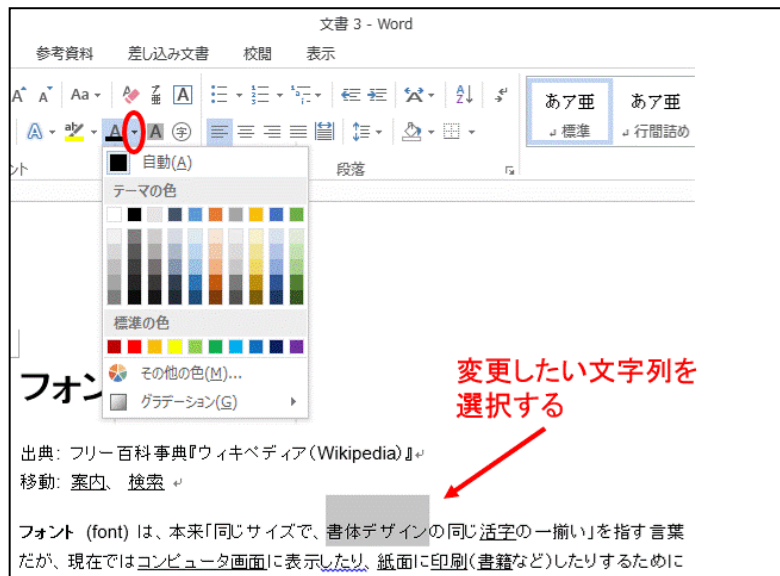 文書 3 - Word
参考資料 差し込み文書 校閲 表示
A A Aa ア亜 A A Z
A aby A A 字
あア亜 あア亜
標準 行間詰め
自動(A)
ント 段落
テーマの色
標準の色
その他の色(M)...
グラデーション(G)
フォン
変更したい文字列を
選択する
出典: フリー百科事典『ウィキペディア(Wikipedia)』
移動: 案内、 検索
フォント (font) は、本来「同じサイズで、書体デザインの同じ活字の一揃い」を指す言葉
だが、現在ではコンピュータ画面に表示したり、紙面に印刷(書籍など)したりするために